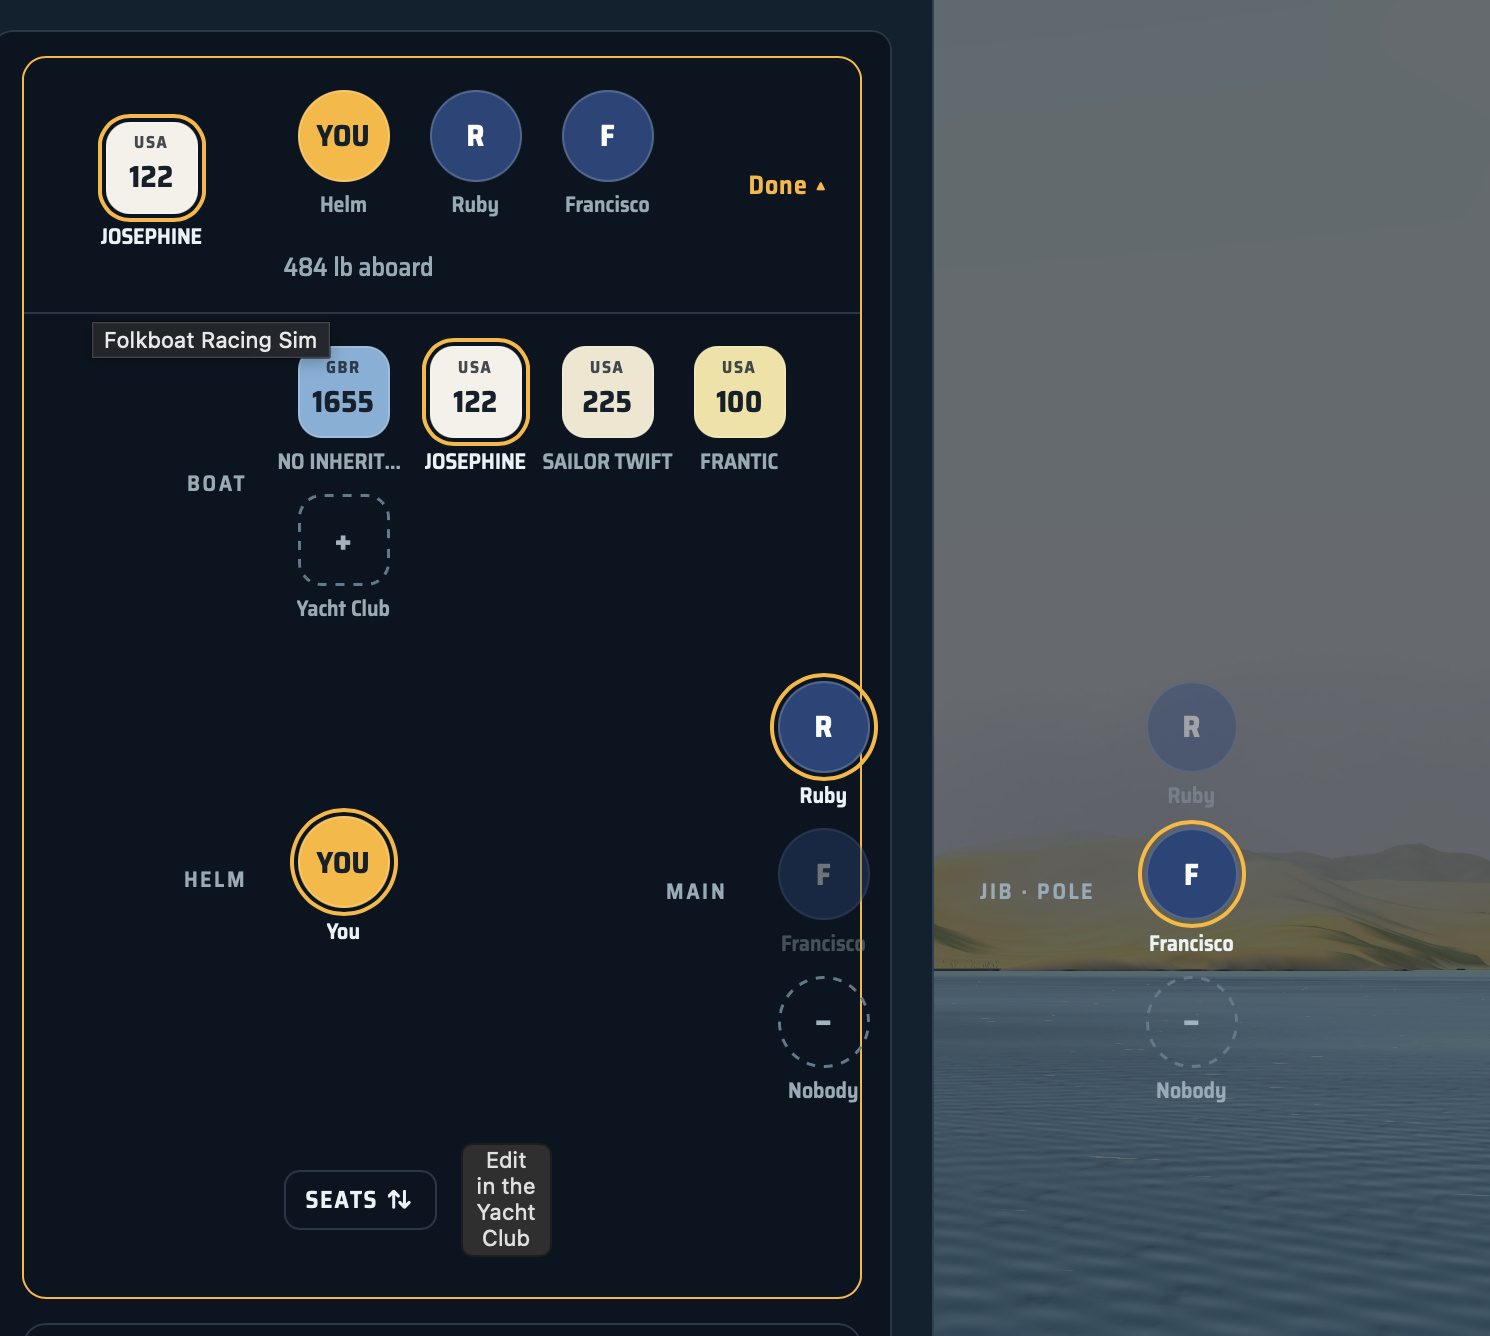 USA
122
JOSEPHINE
YOU
Helm
R
Ruby
F
Francisco
Done ▲
484 lb aboard
Folkboat Racing Sim
BOAT
GBR
1655
NO INHERIT...
USA
122
JOSEPHINE
USA
225
SAILOR TWIFT
USA
100
FRANTIC
+
Yacht Club
HELM
YOU
You
MAIN
R
Ruby
F
Francisco
–
Nobody
JIB · POLE
R
Ruby
F
Francisco
–
Nobody
SEATS ⇅
Edit
in the
Yacht
Club